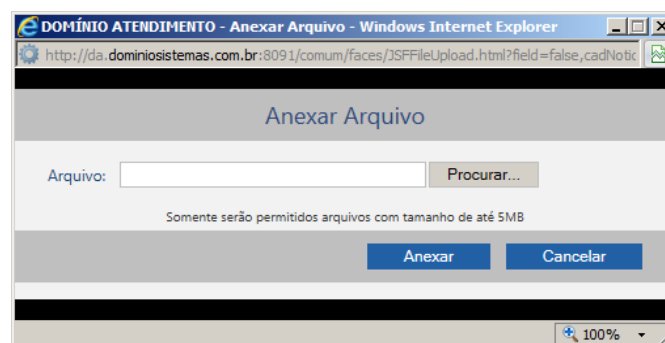 DOMÍNIO ATENDIMENTO - Anexar Arquivo - Windows Internet Explorer
http://da.dominiosistemas.com.br:8091/comum/faces/JSFFileUpload.html?field=false,cadNotic
Anexar Arquivo
Arquivo: Procurar...
Somente serão permitidos arquivos com tamanho de até 5MB
Anexar Cancelar
100%